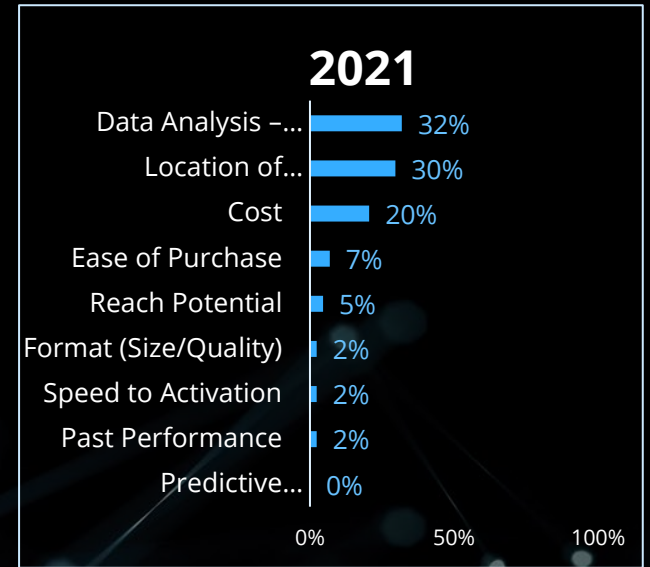 2021
Data Analysis –... 32%
Location of... 30%
Cost 20%
Ease of Purchase 7%
Reach Potential 5%
Format (Size/Quality) 2%
Speed to Activation 2%
Past Performance 2%
Predictive... 0%
0% 50% 100%